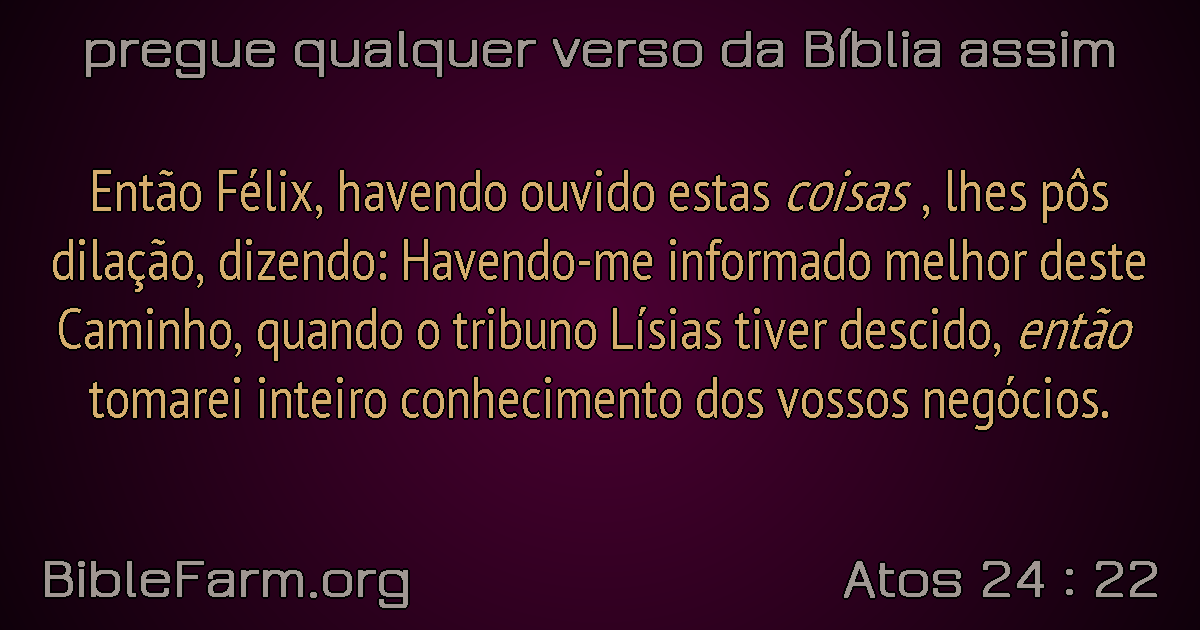 pregue qualquer verso da Bíblia assim
Então Félix, havendo ouvido estas coisas , lhes pôs
dilação, dizendo: Havendo-me informado melhor deste
Caminho, quando o tribuno Lísias tiver descido, então
tomarei inteiro conhecimento dos vossos negócios.
BibleFarm.org
Atos 24 : 22